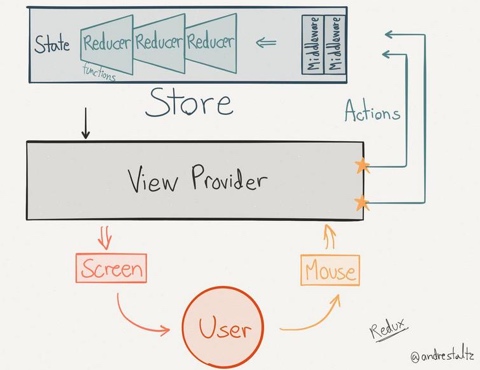 State
Reducer
Reducer
Reducer
functions
Middleware
Middleware
Store
Actions
View Provider
Screen
Mouse
User
Redux
@andrestaltz